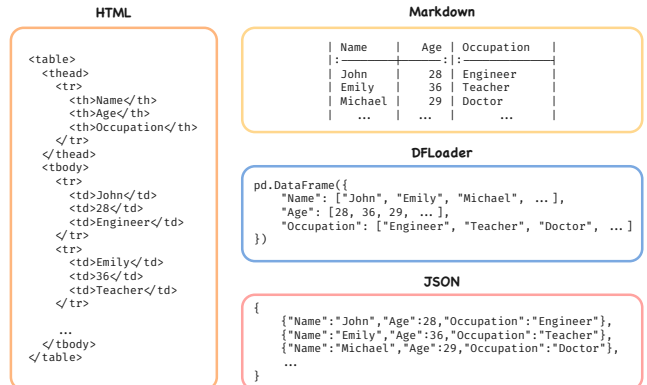 HTML
<table>
<thead>
<tr>
<th>Name</th>
<th>Age</th>
<th>Occupation</th>
</tr>
</thead>
<tbody>
<tr>
<td>John</td>
<td>28</td>
<td>Engineer</td>
</tr>
<tr>
<td>Emily</td>
<td>36</td>
<td>Teacher</td>
</tr>
...
</tbody>
</table>
Markdown
| Name | Age | Occupation |
|:--------|------:|:-------------|
| John | 28 | Engineer |
| Emily | 36 | Teacher |
| Michael | 29 | Doctor |
| ... | ... | ... |
DFLoader
pd.DataFrame({
"Name": ["John", "Emily", "Michael", ...],
"Age": [28, 36, 29, ...],
"Occupation": ["Engineer", "Teacher", "Doctor", ...]
})
JSON
{
{"Name":"John","Age":28,"Occupation":"Engineer"},
{"Name":"Emily","Age":36,"Occupation":"Teacher"},
{"Name":"Michael","Age":29,"Occupation":"Doctor"},
...
}